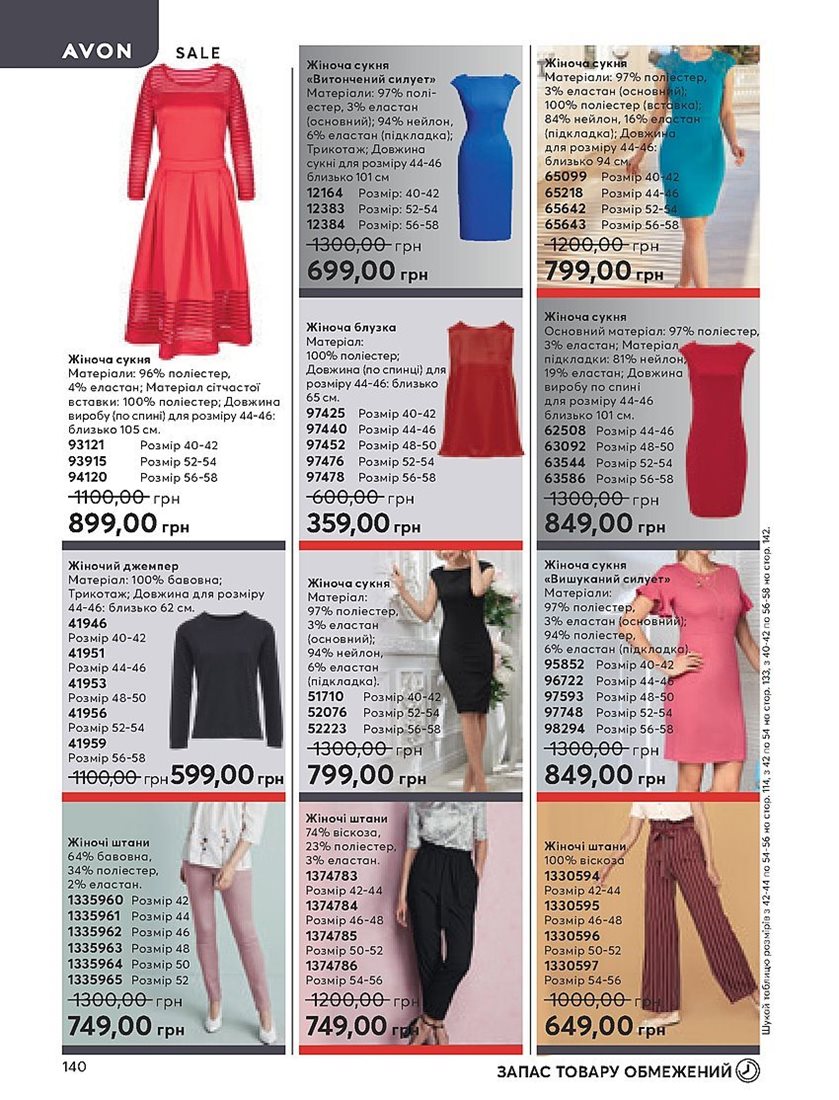 AVON
SALE
Жіноча сукня
Матеріали: 96% поліестер,
4% еластан; Матеріал сітчастої
вставки: 100% поліестер; Довжина
виробу (по спині) для розміру 44-46:
близько 105 см.
93121 Розмір 40-42
93915 Розмір 52-54
94120 Розмір 56-58
1100,00 грн
899,00 грн
Жіноча сукня
«Витончений силует»
Матеріали: 97% полі-
естер, 3% еластан
(основний); 94% нейлон,
6% еластан (підкладка);
Трикотаж; Довжина
сукні для розміру 44-46
близько 101 см
12164 Розмір: 40-42
12383 Розмір: 52-54
12384 Розмір: 56-58
1300,00 грн
699,00 грн
Жіноча сукня
Матеріали: 97% поліестер,
3% еластан (основний);
100% поліестер (вставка);
84% нейлон, 16% еластан
(підкладка); Довжина
для розміру 44-46:
близько 94 см.
65099 Розмір 40-42
65218 Розмір 44-46
65642 Розмір 52-54
65643 Розмір 56-58
1200,00 грн
799,00 грн
Жіноча блузка
Матеріал:
100% поліестер;
Довжина (по спинці) для
розміру 44-46: близько
65 см.
97425 Розмір 40-42
97440 Розмір 44-46
97452 Розмір 48-50
97476 Розмір 52-54
97478 Розмір 56-58
600,00 грн
359,00 грн
Жіноча сукня
Основний матеріал: 97% поліестер,
3% еластан; Матеріал
підкладки: 81% нейлон,
19% еластан; Довжина
виробу по спині
для розміру 44-46
близько 101 см.
62508 Розмір 44-46
63092 Розмір 48-50
63544 Розмір 52-54
63586 Розмір 56-58
1300,00 грн
849,00 грн
Жіночий джемпер
Матеріал: 100% бавовна;
Трикотаж; Довжина для розміру
44-46: близько 62 см.
41946
Розмір 40-42
41951
Розмір 44-46
41953
Розмір 48-50
41956
Розмір 52-54
41959
Розмір 56-58
1100,00 грн 599,00 грн
Жіноча сукня
Матеріал:
97% поліестер,
3% еластан
(основний);
94% нейлон,
6% еластан
(підкладка).
51710 Розмір 40-42
52076 Розмір 52-54
52223 Розмір 56-58
1300,00 грн
799,00 грн
Жіноча сукня
«Вишуканий силует»
Матеріали:
97% поліестер,
3% еластан (основний);
94% поліестер,
6% еластан (підкладка).
95852 Розмір 40-42
96722 Розмір 44-46
97593 Розмір 48-50
97748 Розмір 52-54
98294 Розмір 56-58
1300,00 грн
849,00 грн
Жіночі штани
64% бавовна,
34% поліестер,
2% еластан.
1335960 Розмір 42
1335961 Розмір 44
1335962 Розмір 46
1335963 Розмір 48
1335964 Розмір 50
1335965 Розмір 52
1300,00 грн
749,00 грн
Жіночі штани
74% віскоза,
23% поліестер,
3% еластан.
1374783
Розмір 42-44
1374784
Розмір 46-48
1374785
Розмір 50-52
1374786
Розмір 54-56
1200,00 грн
749,00 грн
Жіночі штани
100% віскоза
1330594
Розмір 42-44
1330595
Розмір 46-48
1330596
Розмір 50-52
1330597
Розмір 54-56
1000,00 грн
649,00 грн
Шукай таблицю розмірів з 42-44 по 54-56 на стор. 114, з 42 по 54 на стор. 133, з 40-42 по 56-58 на стор. 142.
140
ЗАПАС ТОВАРУ ОБМЕЖЕНИЙ